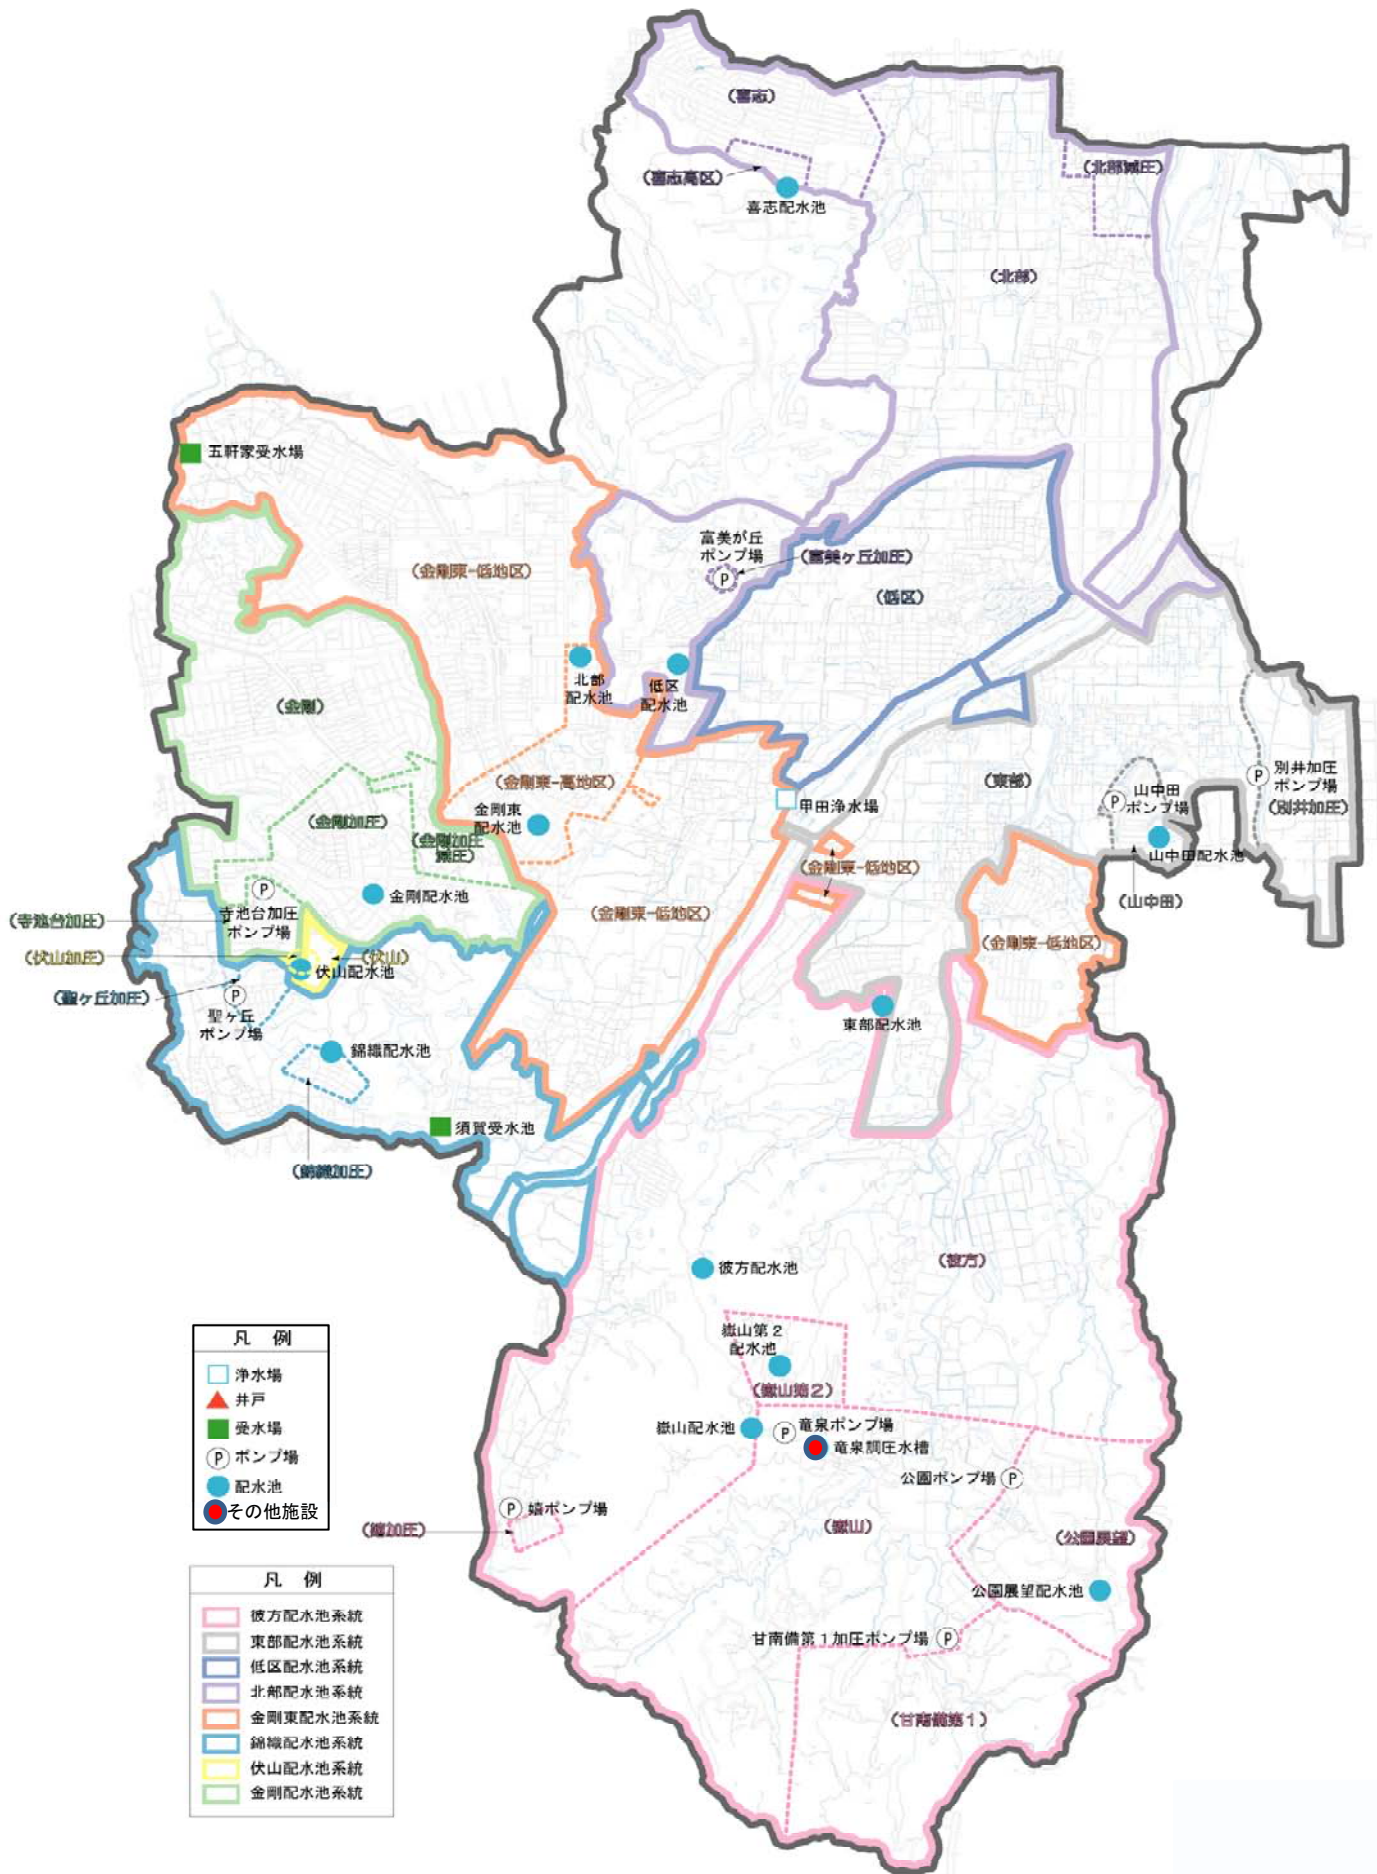 （喜志）
（喜志高区）
喜志配水池
（北部減圧）
（北部）
五軒家受水場
富美が丘
ポンプ場
（富美ヶ丘加圧）
P
（金剛東-低地区）
（低区）
北部
配水池
低区
配水池
（金剛）
（金剛東-高地区）
（東部）
P
別井加圧
ポンプ場
（別井加圧）
P
山中田
ポンプ場
甲田浄水場
金剛東
配水池
（金剛加圧）
（金剛加圧
減圧）
山中田配水池
（金剛東-低地区）
P
金剛配水池
（山中田）
（寺池台加圧）
寺池台加圧
ポンプ場
（金剛東-低地区）
（金剛東-低地区）
（伏山加圧）
（伏山）
伏山配水池
（聖ヶ丘加圧）
P
聖ヶ丘
ポンプ場
東部配水池
錦織配水池
須賀受水池
（錦織加圧）
彼方配水池
（彼方）
嶽山第２
配水池
（嶽山第２）
嶽山配水池
P
竜泉ポンプ場
竜泉調圧水槽
公園ポンプ場
P
P
嬉ポンプ場
（嬉加圧）
（嶽山）
（公園展望）
公園展望配水池
甘南備第１加圧ポンプ場
P
（甘南備第１）
凡 例
浄水場
井戸
受水場
P
ポンプ場
配水池
その他施設
凡 例
彼方配水池系統
東部配水池系統
低区配水池系統
北部配水池系統
金剛東配水池系統
錦織配水池系統
伏山配水池系統
金剛配水池系統